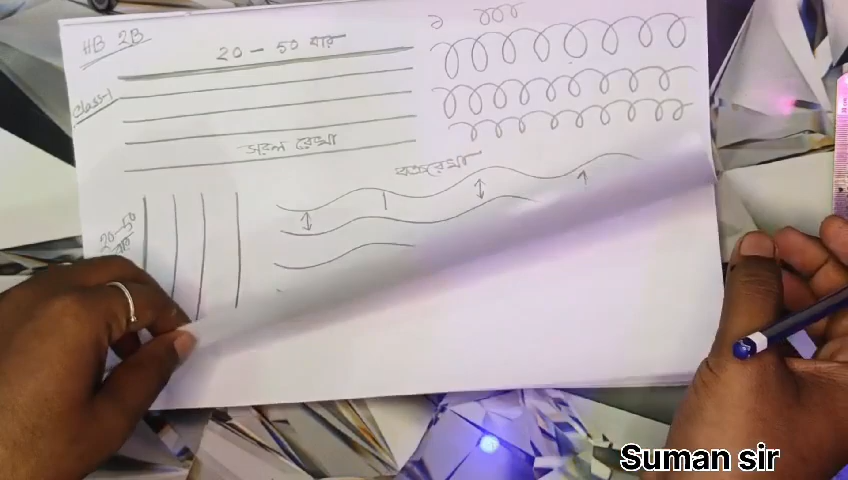 HB 2B
20 - 50 বার
Class-1
সরল রেখা
বক্ররেখা
20-50
বার
Suman sir